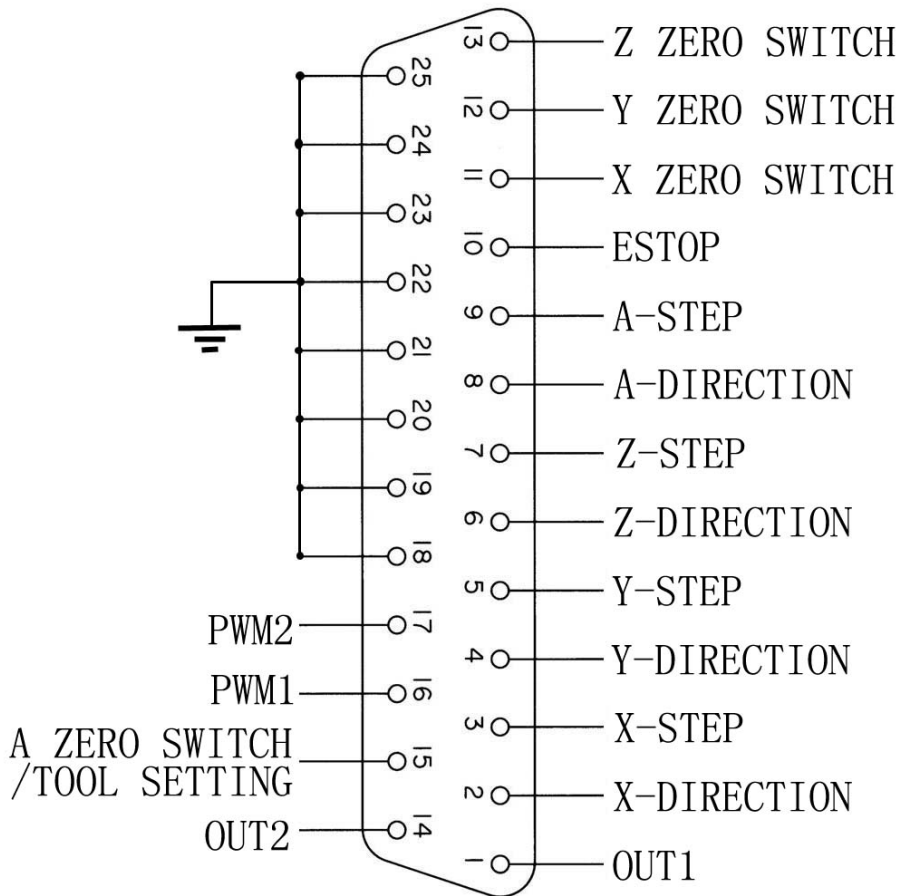 13 Z ZERO SWITCH
25
12 Y ZERO SWITCH
24
11 X ZERO SWITCH
23
10 ESTOP
22
9 A-STEP
21
8 A-DIRECTION
20
7 Z-STEP
19
6 Z-DIRECTION
18
5 Y-STEP
PWM2 17
4 Y-DIRECTION
PWM1 16
3 X-STEP
A ZERO SWITCH
/TOOL SETTING 15
2 X-DIRECTION
OUT2 14
1 OUT1